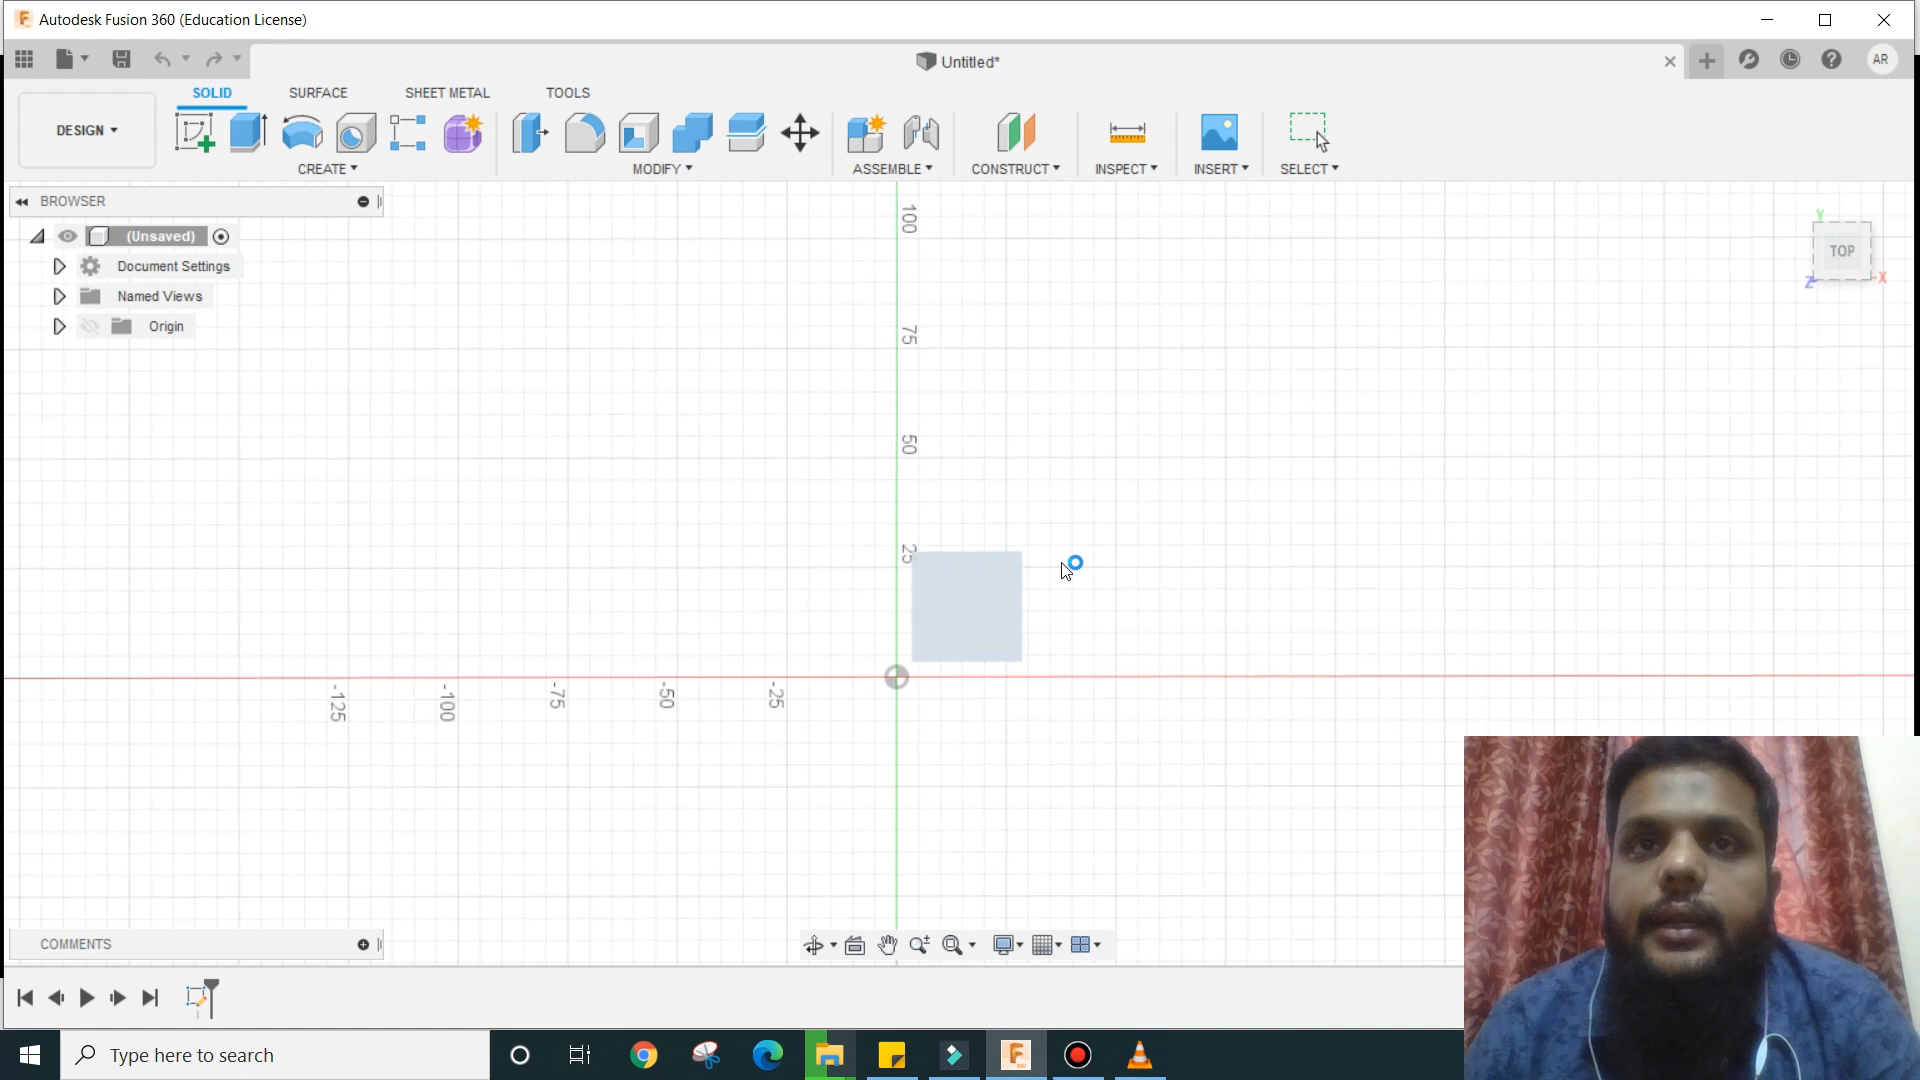 Autodesk Fusion 360 (Education License)
Untitled*
AR
DESIGN
SOLID
SURFACE
SHEET METAL
TOOLS
CREATE
MODIFY
ASSEMBLE
CONSTRUCT
INSPECT
INSERT
SELECT
BROWSER
(Unsaved)
Document Settings
Named Views
Origin
100
75
50
25
-125
-100
-75
-50
-25
Y
TOP
Z
X
COMMENTS
Type here to search